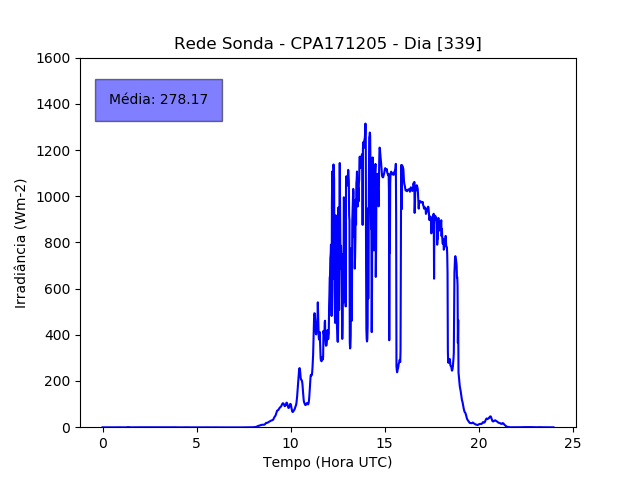 Rede Sonda - CPA171205 - Dia [339]
Média: 278.17
Irradiância (Wm-2)
1600
1400
1200
1000
800
600
400
200
0
0 5 10 15 20 25
Tempo (Hora UTC)